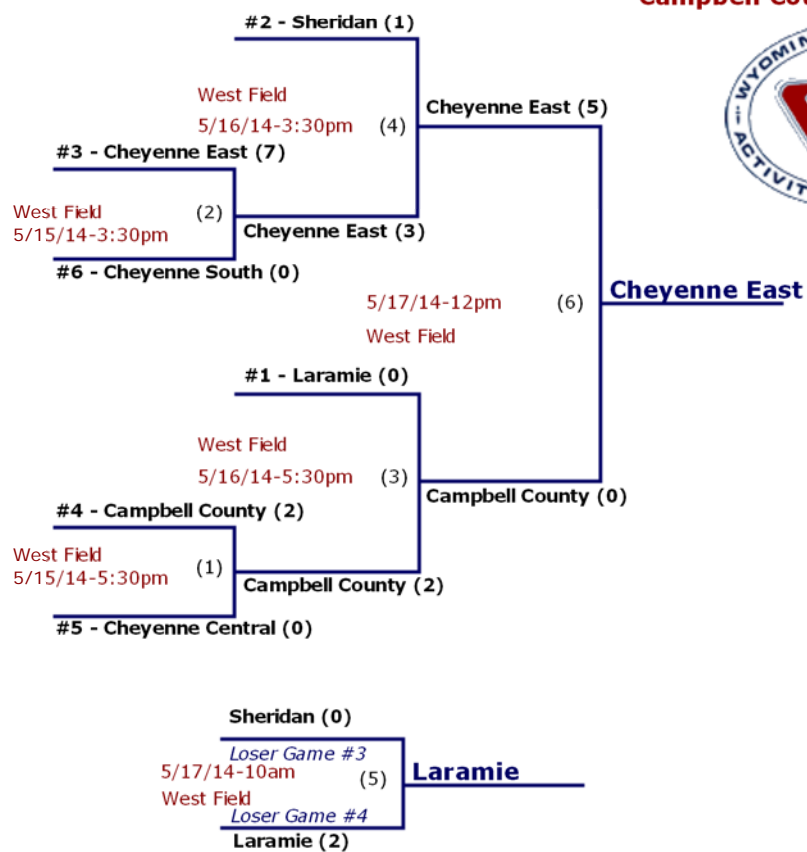 Campbell Cou
#2 - Sheridan (1)
WYOMIN
ACTIVIT
West Field
5/16/14-3:30pm (4)
Cheyenne East (5)
#3 - Cheyenne East (7)
West Field
5/15/14-3:30pm
(2)
Cheyenne East (3)
#6 - Cheyenne South (0)
5/17/14-12pm (6)
West Field
Cheyenne East
#1 - Laramie (0)
West Field
5/16/14-5:30pm (3)
Campbell County (0)
#4 - Campbell County (2)
West Field
5/15/14-5:30pm
(1)
Campbell County (2)
#5 - Cheyenne Central (0)
Sheridan (0)
Loser Game #3
5/17/14-10am
(5)
Laramie
West Field
Loser Game #4
Laramie (2)